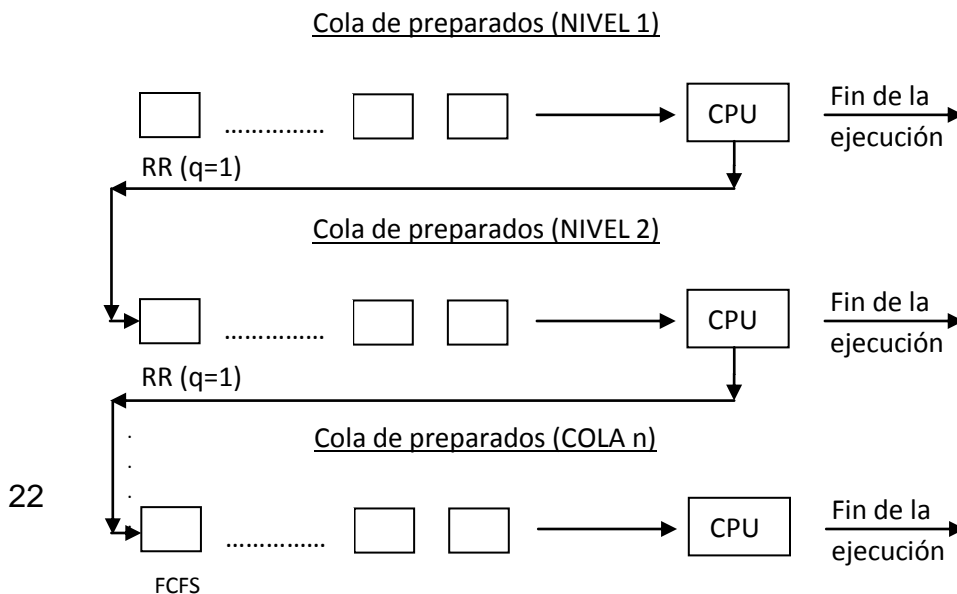 Cola de preparados (NIVEL 1)
............... CPU Fin de la
ejecución
RR (q=1)
Cola de preparados (NIVEL 2)
............... CPU Fin de la
ejecución
RR (q=1)
Cola de preparados (COLA n)
22
............... CPU Fin de la
ejecución
FCFS